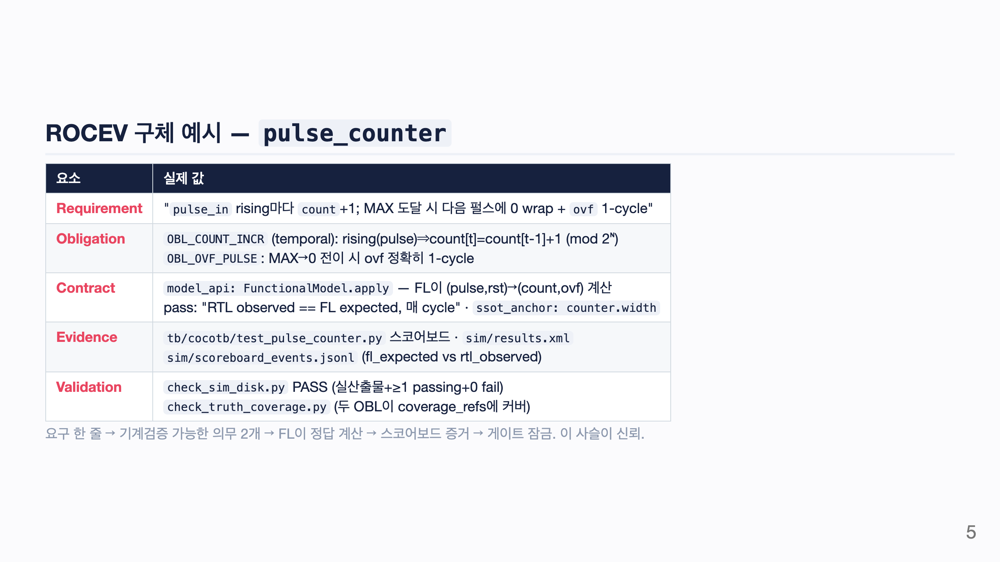 ROCEV 구체 예시 — pulse_counter
요소 실제 값
Requirement "pulse_in rising마다 count+1; MAX 도달 시 다음 펄스에 0 wrap + ovf 1-cycle"
Obligation OBL_COUNT_INCR (temporal): rising(pulse)⇒count[t]=count[t-1]+1 (mod 2ᴺ)
OBL_OVF_PULSE: MAX→0 전이 시 ovf 정확히 1-cycle
Contract model_api: FunctionalModel.apply — FL이 (pulse,rst)→(count,ovf) 계산
pass: "RTL observed == FL expected, 매 cycle" · ssot_anchor: counter.width
Evidence tb/cocotb/test_pulse_counter.py 스코어보드 · sim/results.xml
sim/scoreboard_events.jsonl (fl_expected vs rtl_observed)
Validation check_sim_disk.py PASS (실산출물+≥1 passing+0 fail)
check_truth_coverage.py (두 OBL이 coverage_refs에 커버)
요구 한 줄 → 기계검증 가능한 의무 2개 → FL이 정답 계산 → 스코어보드 증거 → 게이트 잠금. 이 사슬이 신뢰.
5